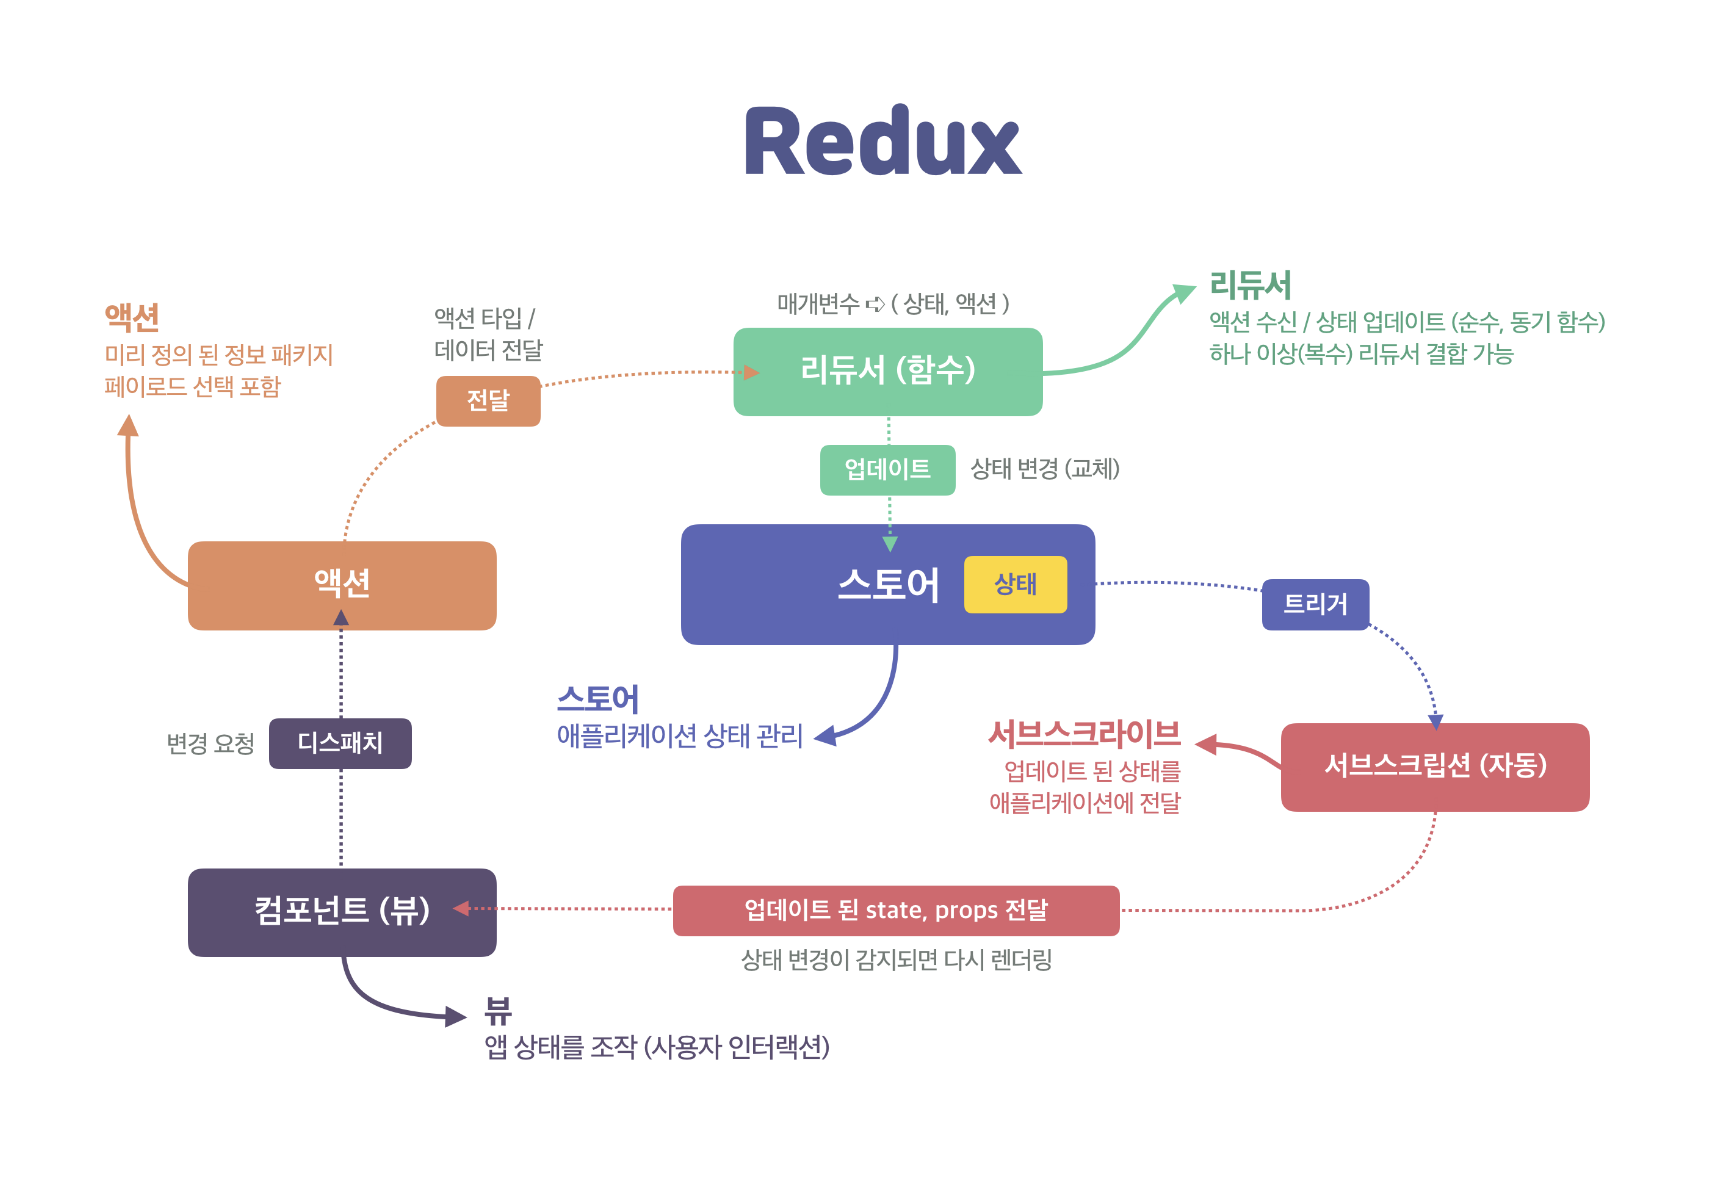 Redux
액션
미리 정의 된 정보 패키지
페이로드 선택 포함
액션 타입 /
데이터 전달
전달
매개변수 ➪ ( 상태, 액션 )
리듀서 (함수)
리듀서
액션 수신 / 상태 업데이트 (순수, 동기 함수)
하나 이상(복수) 리듀서 결합 가능
업데이트
상태 변경 (교체)
액션
스토어
상태
트리거
스토어
애플리케이션 상태 관리
변경 요청
디스패치
서브스크라이브
업데이트 된 상태를
애플리케이션에 전달
서브스크립션 (자동)
컴포넌트 (뷰)
업데이트 된 state, props 전달
상태 변경이 감지되면 다시 렌더링
뷰
앱 상태를 조작 (사용자 인터랙션)